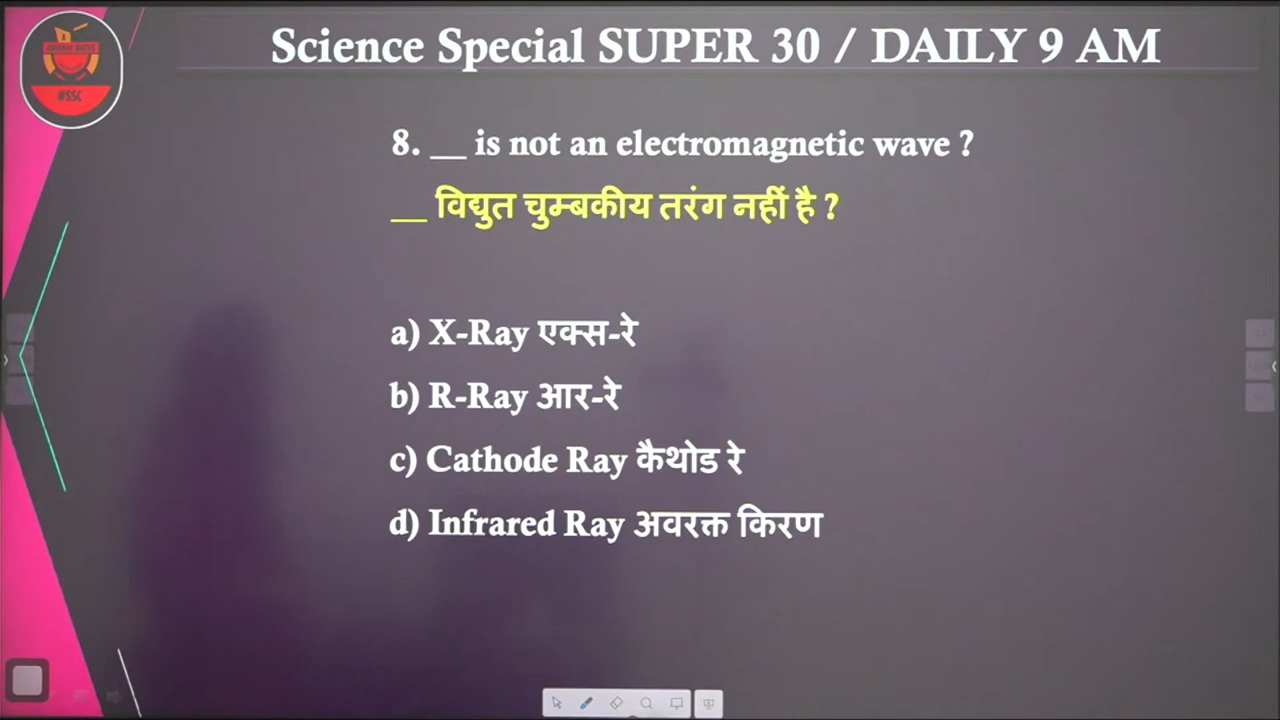 Science Special SUPER 30 / DAILY 9 AM
#SSC
8. __ is not an electromagnetic wave ?
__ विद्युत चुम्बकीय तरंग नहीं है ?
a) X-Ray एक्स-रे
b) R-Ray आर-रे
c) Cathode Ray कैथोड रे
d) Infrared Ray अवरक्त किरण